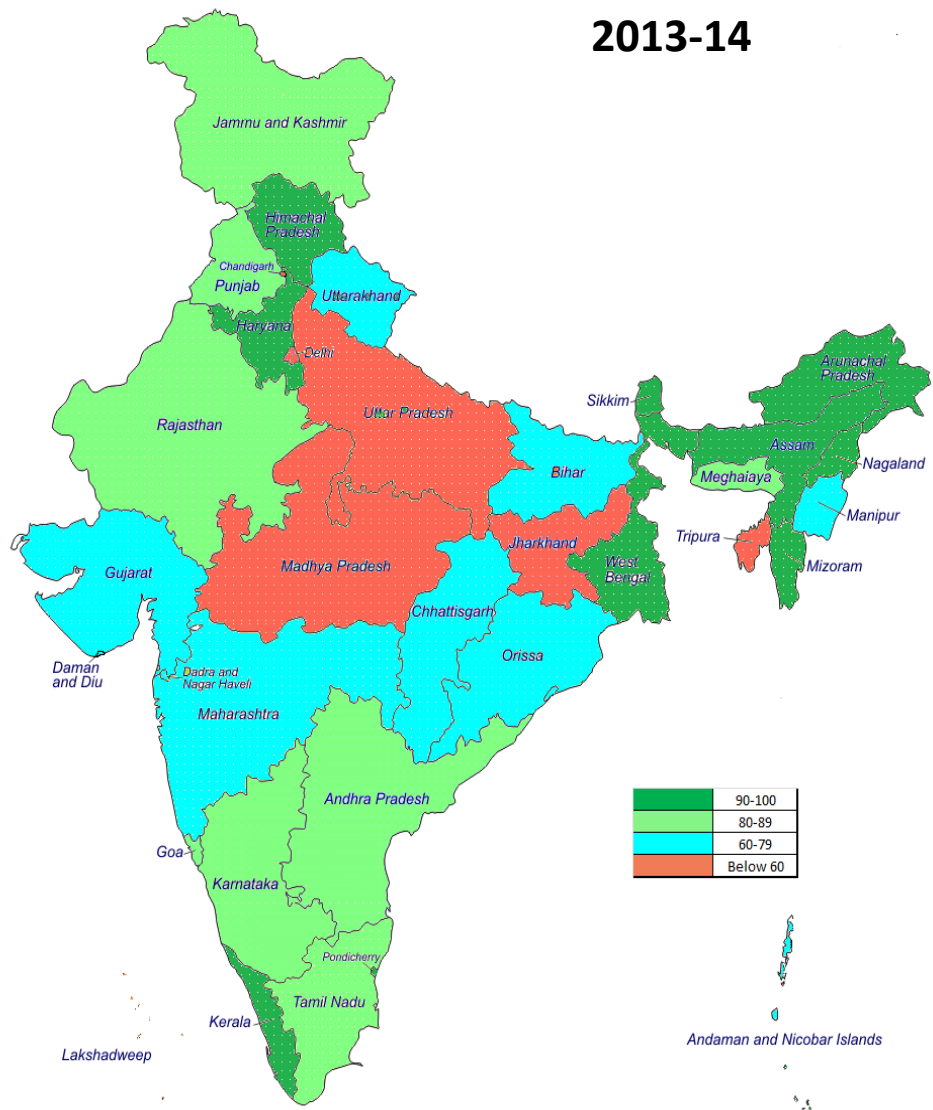 2013-14
Jammu and Kashmir
Himachal
Pradesh
Chandigarh
Punjab
Uttarakhand
Haryana
Delhi
Arunachal
Pradesh
Sikkim
Uttar Pradesh
Rajasthan
Assam
Nagaland
Bihar
Meghaiaya
Manipur
Tripura
Jharkhand
Mizoram
Gujarat
Madhya Pradesh
West
Bengal
Chhattisgarh
Orissa
Daman
and Diu
Dadra and
Nagar Haveli
Maharashtra
Andhra Pradesh
90-100
80-89
60-79
Below 60
Goa
Karnataka
Pondicherry
Tamil Nadu
Kerala
Lakshadweep
Andaman and Nicobar Islands